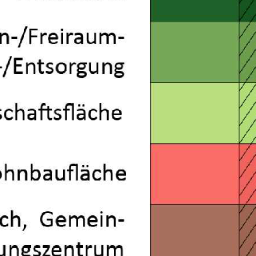 n-/Freiraum-
-/Entsorgung
schaftsfläche
ohnbaufläche
ch, Gemein-
ungszentrum